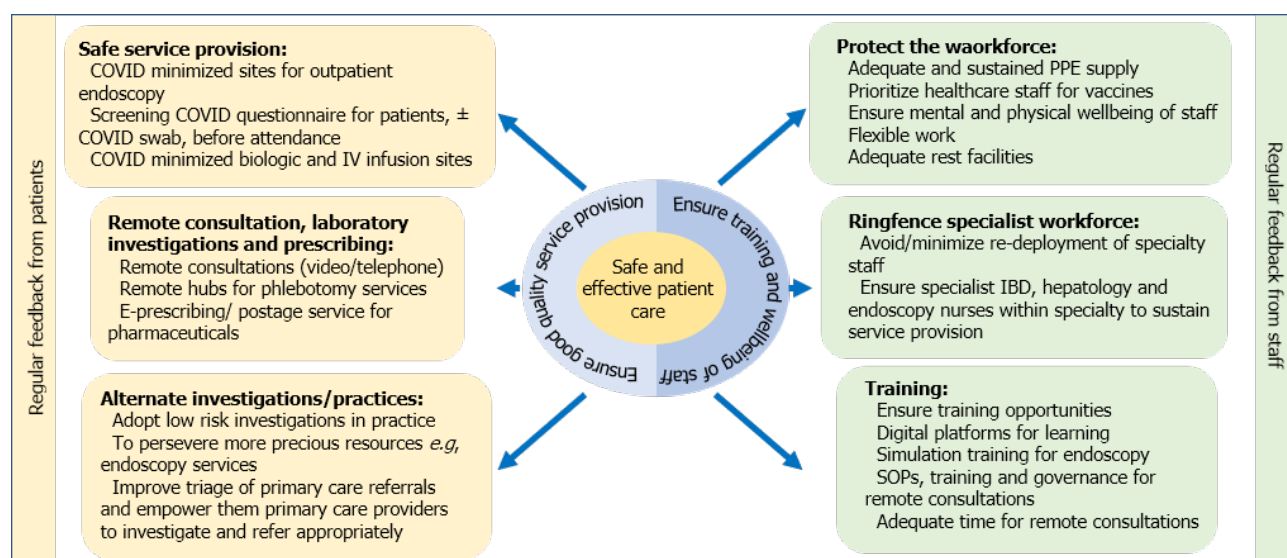 Regular feedback from patients
Safe service provision:
COVID minimized sites for outpatient
endoscopy
Screening COVID questionnaire for patients, ±
COVID swab, before attendance
COVID minimized biologic and IV infusion sites
Remote consultation, laboratory
investigations and prescribing:
Remote consultations (video/telephone)
Remote hubs for phlebotomy services
E-prescribing/ postage service for
pharmaceuticals
Alternate investigations/practices:
Adopt low risk investigations in practice
To persevere more precious resources e.g,
endoscopy services
Improve triage of primary care referrals
and empower them primary care providers
to investigate and refer appropriately
Ensure good quality service provision
Ensure training and wellbeing of staff
Safe and
effective patient
care
Protect the waorkforce:
Adequate and sustained PPE supply
Prioritize healthcare staff for vaccines
Ensure mental and physical wellbeing of staff
Flexible work
Adequate rest facilities
Ringfence specialist workforce:
Avoid/minimize re-deployment of specialty
staff
Ensure specialist IBD, hepatology and
endoscopy nurses within specialty to sustain
service provision
Training:
Ensure training opportunities
Digital platforms for learning
Simulation training for endoscopy
SOPs, training and governance for
remote consultations
Adequate time for remote consultations
Regular feedback from staff